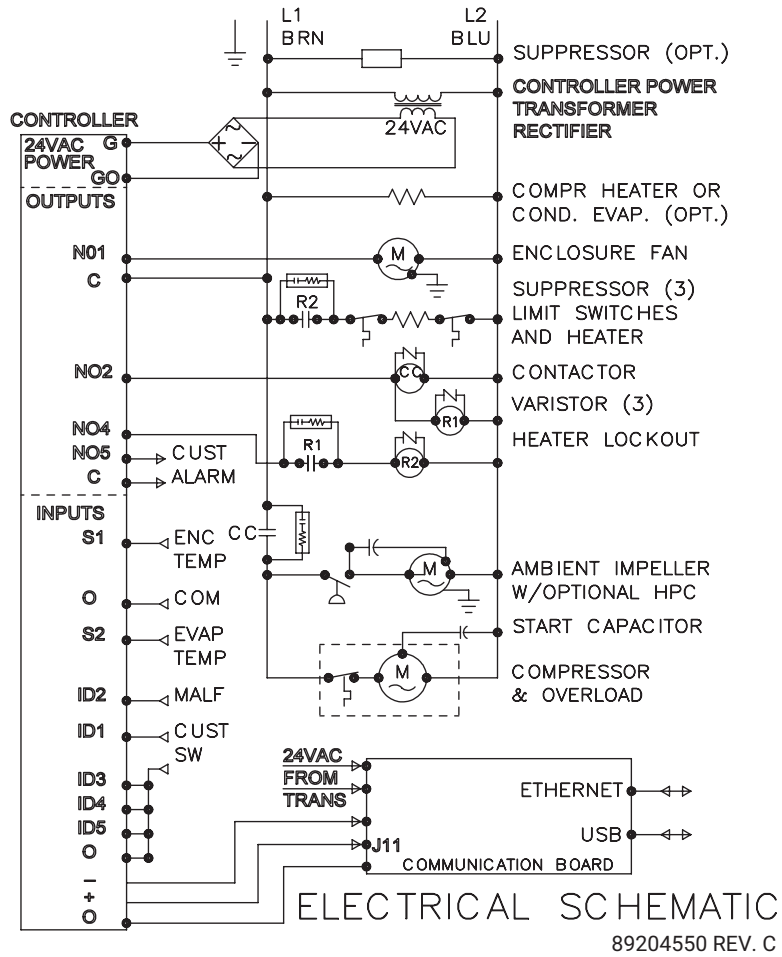 L1 L2
BRN BLU
SUPPRESSOR (OPT.)
CONTROLLER POWER
TRANSFORMER
RECTIFIER
24VAC
CONTROLLER
24VAC G
POWER
GO
+ −
OUTPUTS
COMPR HEATER OR
COND. EVAP. (OPT.)
N01
M
ENCLOSURE FAN
C
R2
SUPPRESSOR (3)
LIMIT SWITCHES
AND HEATER
NO2
CC
CONTACTOR
R1
VARISTOR (3)
NO4
R1
R2
HEATER LOCKOUT
NO5 CUST
C ALARM
INPUTS
S1 ENC
TEMP
CC
O COM
M
AMBIENT IMPELLER
W/OPTIONAL HPC
S2 EVAP
TEMP
START CAPACITOR
M
COMPRESSOR
& OVERLOAD
ID2 MALF
ID1 CUST
SW
ID3
ID4
ID5
O
−
+
O
24VAC
FROM
TRANS
J11
ETHERNET
USB
COMMUNICATION BOARD
ELECTRICAL SCHEMATIC
89204550 REV. C